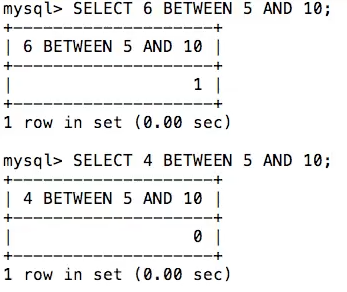 mysql> SELECT 6 BETWEEN 5 AND 10;
+--------------------+
| 6 BETWEEN 5 AND 10 |
+--------------------+
|                  1 |
+--------------------+
1 row in set (0.00 sec)
mysql> SELECT 4 BETWEEN 5 AND 10;
+--------------------+
| 4 BETWEEN 5 AND 10 |
+--------------------+
|                  0 |
+--------------------+
1 row in set (0.00 sec)